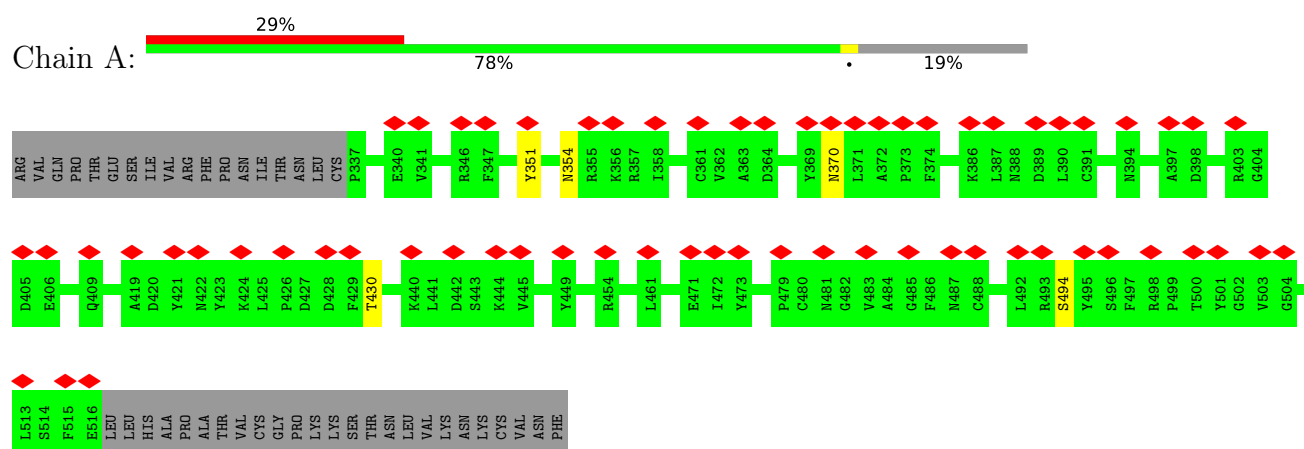 29%
Chain A:
78% • 19%
ARG VAL GLN PRO THR GLU SER ILE VAL ARG PHE PRO ASN ILE THR ASN LEU CYS P337 E340 V341 R346 F347 Y351 N354 R355 K356 R357 I358 C361 V362 A363 D364 Y369 N370 L371 A372 P373 F374 K386 L387 N388 D389 L390 C391 N394 A397 D398 R403 G404
D405 E406 Q409 A419 D420 Y421 N422 Y423 K424 L425 P426 D427 D428 F429 T430 K440 L441 D442 S443 K444 V445 Y449 R454 L461 E471 I472 Y473 P479 C480 N481 G482 V483 A484 G485 F486 N487 C488 L492 R493 S494 Y495 S496 F497 R498 P499 T500 Y501 G502 V503 G504
L513 S514 F515 E516 LEU LEU HIS ALA PRO ALA THR VAL CYS GLY PRO LYS LYS SER THR ASN LEU VAL LYS ASN LYS CYS VAL ASN PHE